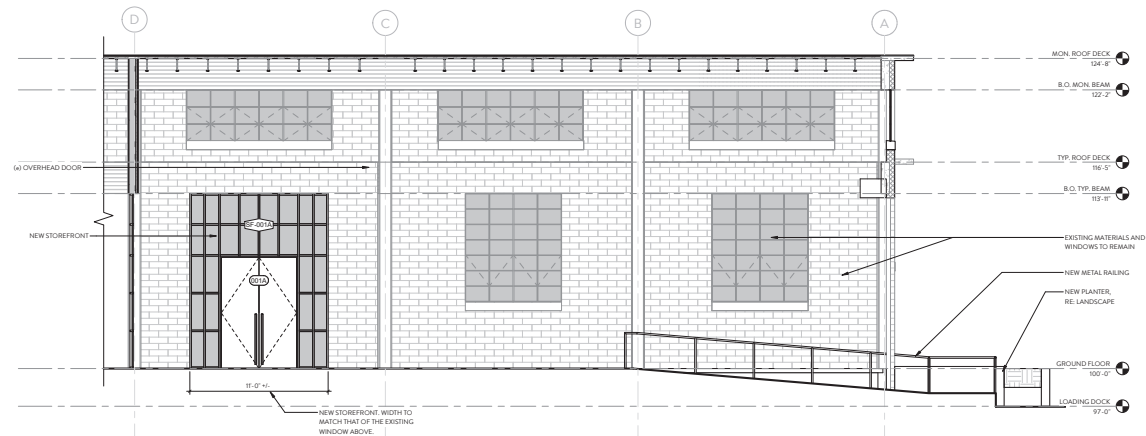 D
C
B
A
MON. ROOF DECK
124'-8"
B.O. MON. BEAM
122'-2"
(e) OVERHEAD DOOR
TYP. ROOF DECK
116'-5"
B.O. TYP. BEAM
113'-11"
SF-001A
NEW STOREFRONT
EXISTING MATERIALS AND
WINDOWS TO REMAIN
001A
NEW METAL RAILING
NEW PLANTER,
RE: LANDSCAPE
GROUND FLOOR
100'-0"
11'-0" +/-
LOADING DOCK
97'-0"
NEW STOREFRONT. WIDTH TO
MATCH THAT OF THE EXISTING
WINDOW ABOVE.